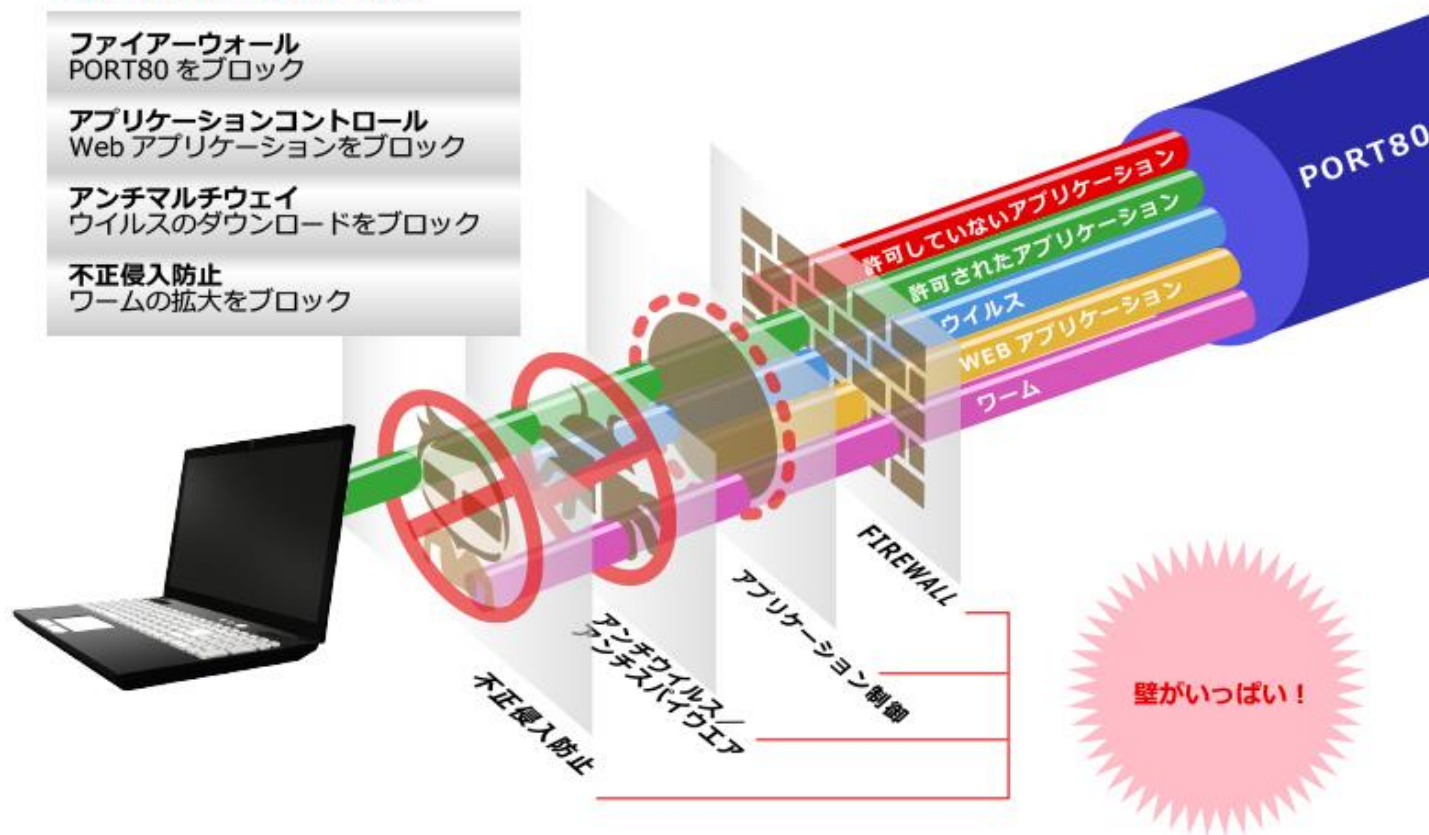 ファイアーウォール
PORT80 をブロック
アプリケーションコントロール
Web アプリケーションをブロック
アンチマルチウェイ
ウイルスのダウンロードをブロック
不正侵入防止
ワームの拡大をブロック
PORT80
許可していないアプリケーション
許可されたアプリケーション
ウイルス
WEB アプリケーション
ワーム
FIREWALL
アプリケーション制御
アンチウイルス／
アンチスパイウエア
不正侵入防止
壁がいっぱい！